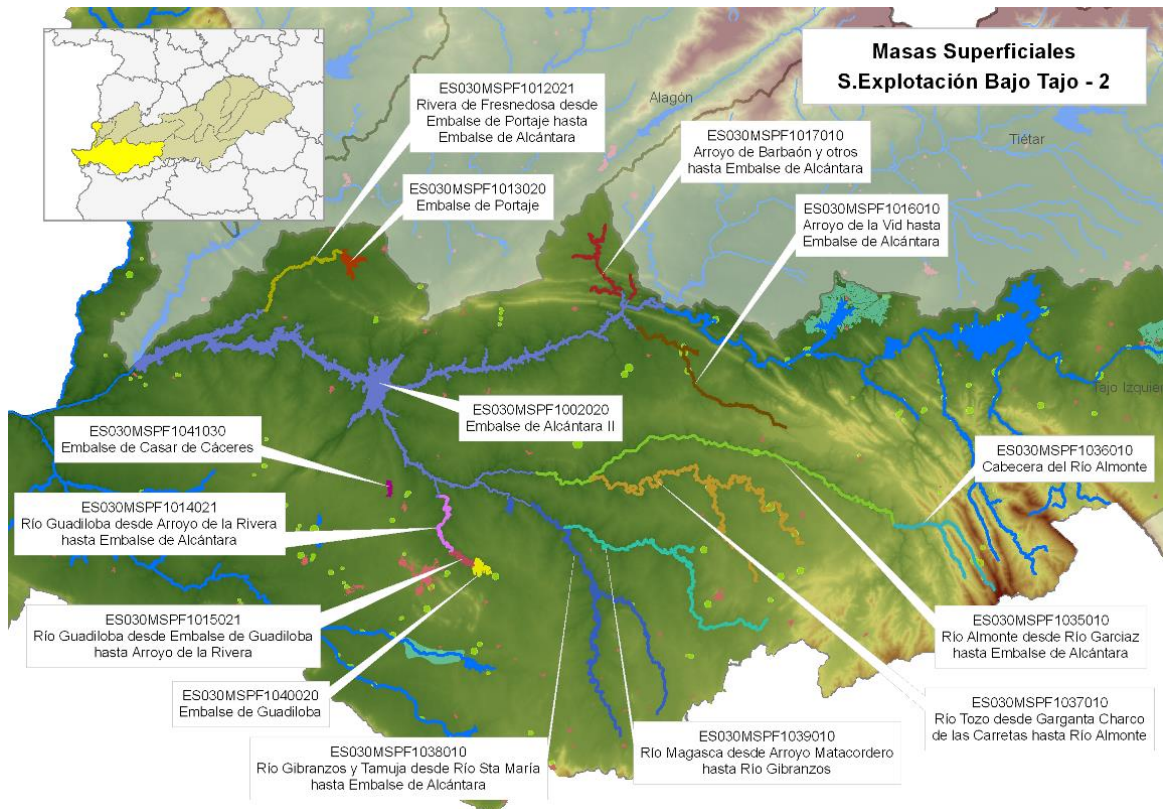 Masas Superficiales
S.Explotación Bajo Tajo - 2
ES030MSPF1012021
Rivera de Fresnedosa desde
Embalse de Portaje hasta
Embalse de Alcántara
Alagón
ES030MSPF1017010
Arroyo de Barbaón y otros
hasta Embalse de Alcántara
Tiétar
ES030MSPF1013020
Embalse de Portaje
ES030MSPF1016010
Arroyo de la Vid hasta
Embalse de Alcántara
Tajo Izquier
ES030MSPF1002020
Embalse de Alcántara II
ES030MSPF1041030
Embalse de Casar de Cáceres
ES030MSPF1036010
Cabecera del Río Almonte
ES030MSPF1014021
Río Guadiloba desde Arroyo de la Rivera
hasta Embalse de Alcántara
ES030MSPF1015021
Río Guadiloba desde Embalse de Guadiloba
hasta Arroyo de la Rivera
ES030MSPF1035010
Río Almonte desde Río Garciaz
hasta Embalse de Alcántara
ES030MSPF1040020
Embalse de Guadiloba
ES030MSPF1037010
Río Tozo desde Garganta Charco
de las Carretas hasta Río Almonte
ES030MSPF1038010
Río Gibranzos y Tamuja desde Río Sta María
hasta Embalse de Alcántara
ES030MSPF1039010
Río Magasca desde Arroyo Matacordero
hasta Río Gibranzos